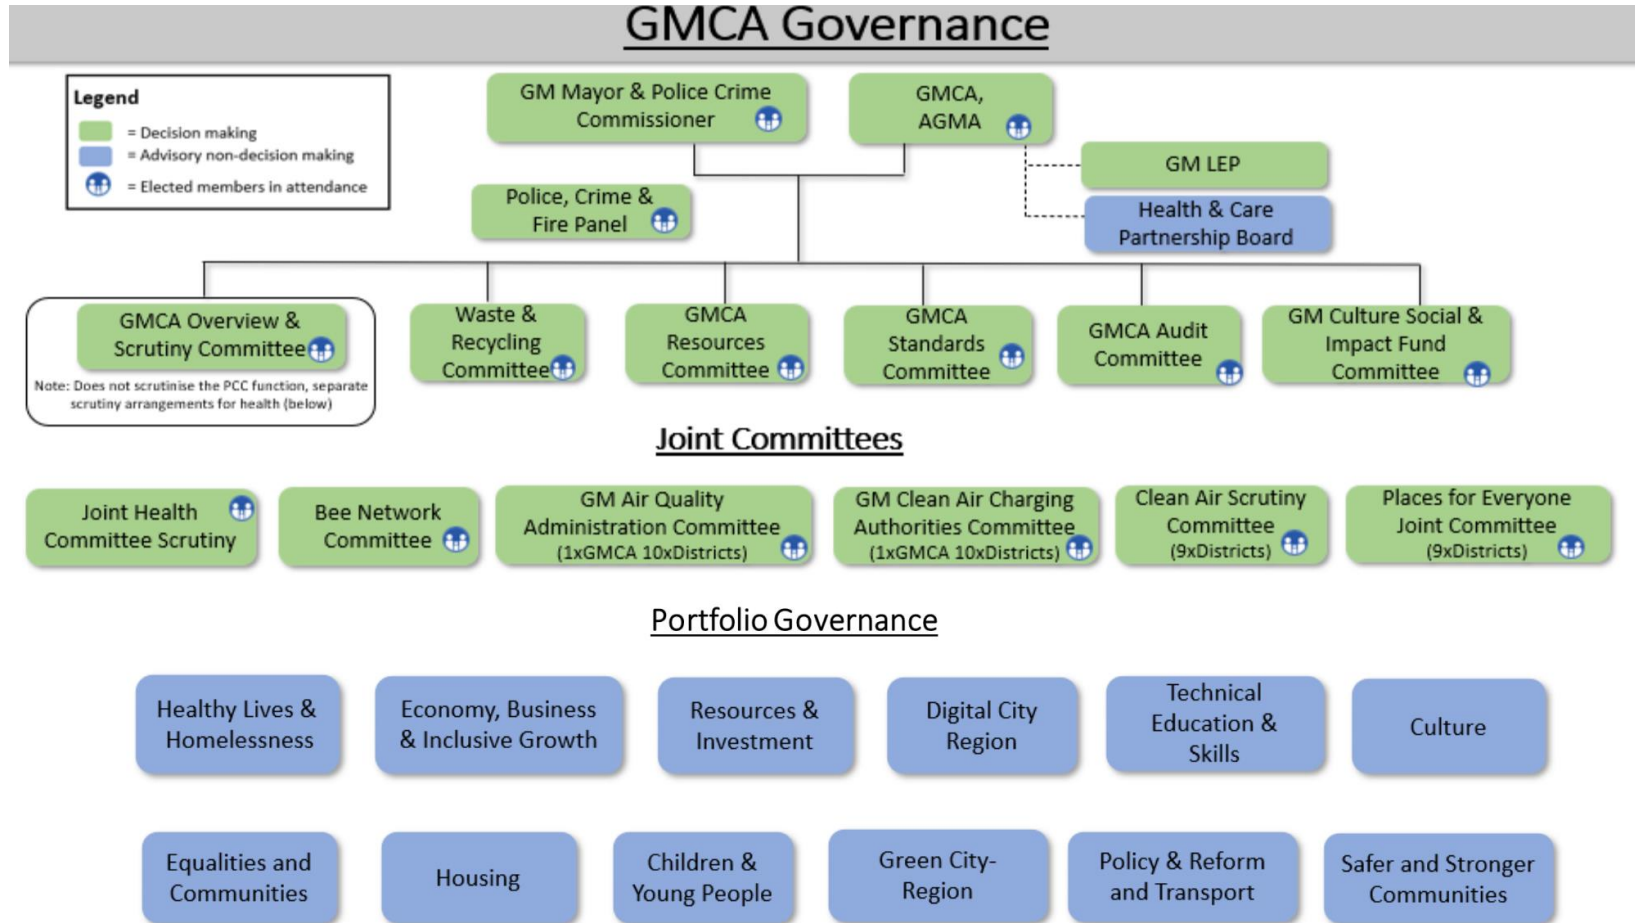 GMCA Governance
Legend
= Decision making
= Advisory non-decision making
= Elected members in attendance
GM Mayor & Police Crime
Commissioner
GMCA,
AGMA
GM LEP
Health & Care
Partnership Board
Police, Crime &
Fire Panel
GMCA Overview &
Scrutiny Committee
Note: Does not scrutinise the PCC function, separate
scrutiny arrangements for health (below)
Waste &
Recycling
Committee
GMCA
Resources
Committee
GMCA
Standards
Committee
GMCA Audit
Committee
GM Culture Social &
Impact Fund
Committee
Joint Committees
Joint Health
Committee Scrutiny
Bee Network
Committee
GM Air Quality
Administration Committee
(1xGMCA 10xDistricts)
GM Clean Air Charging
Authorities Committee
(1xGMCA 10xDistricts)
Clean Air Scrutiny
Committee
(9xDistricts)
Places for Everyone
Joint Committee
(9xDistricts)
Portfolio Governance
Healthy Lives &
Homelessness
Economy, Business
& Inclusive Growth
Resources &
Investment
Digital City
Region
Technical
Education &
Skills
Culture
Equalities and
Communities
Housing
Children &
Young People
Green City-
Region
Policy & Reform
and Transport
Safer and Stronger
Communities